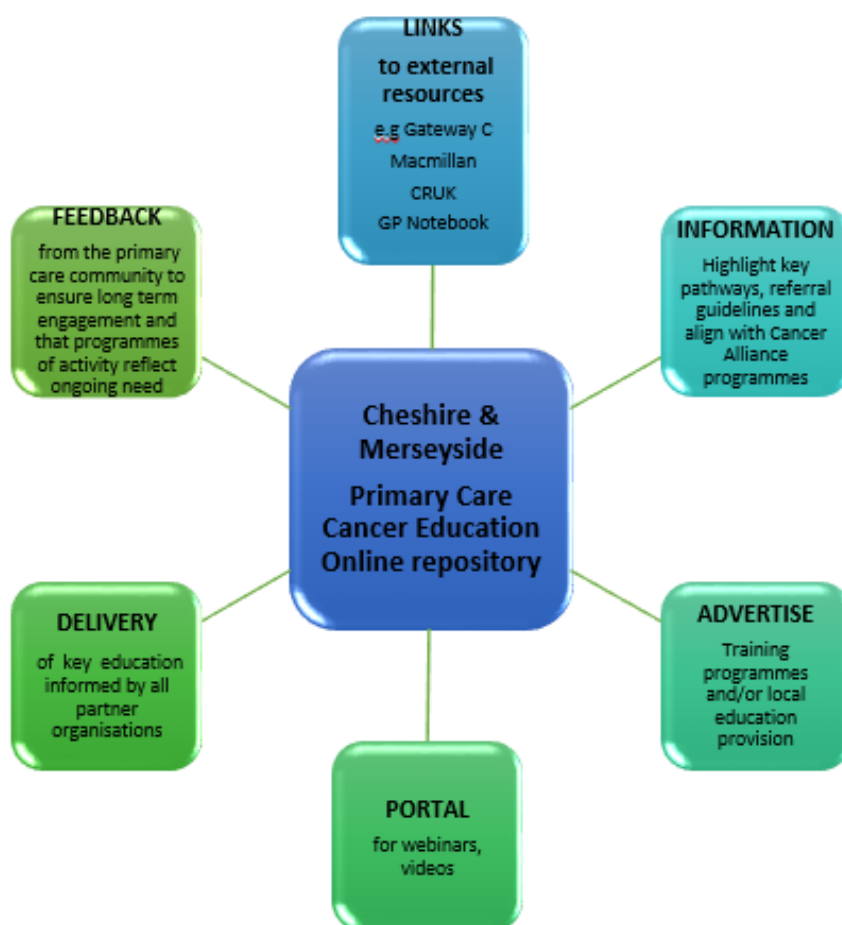 LINKS
to external
resources
e.g Gateway C
Macmillan
CRUK
GP Notebook
FEEDBACK
from the primary
care community to
ensure long term
engagement and
that programmes
of activity reflect
ongoing need
INFORMATION
Highlight key
pathways, referral
guidelines and
align with Cancer
Alliance
programmes
Cheshire &
Merseyside
Primary Care
Cancer Education
Online repository
DELIVERY
of key education
informed by all
partner
organisations
ADVERTISE
Training
programmes
and/or local
education
provision
PORTAL
for webinars,
videos